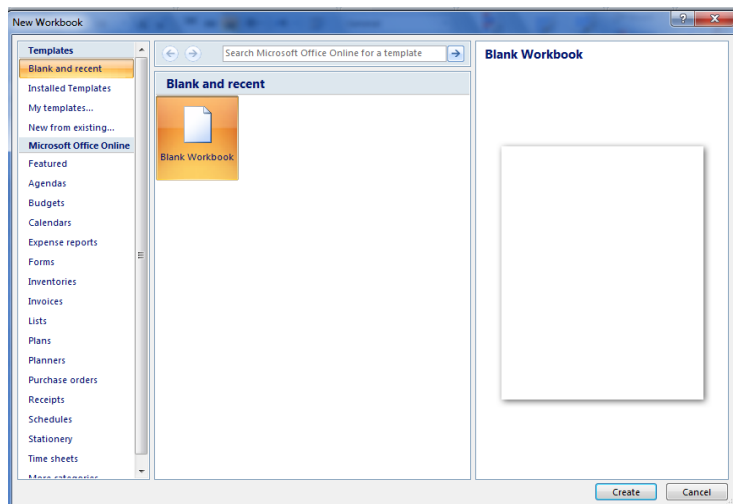 New Workbook
?
Templates
Blank and recent
Installed Templates
My templates...
New from existing...
Microsoft Office Online
Featured
Agendas
Budgets
Calendars
Expense reports
Forms
Inventories
Invoices
Lists
Plans
Planners
Purchase orders
Receipts
Schedules
Stationery
Time sheets
More categories
Search Microsoft Office Online for a template
Blank and recent
Blank Workbook
Blank Workbook
Create
Cancel